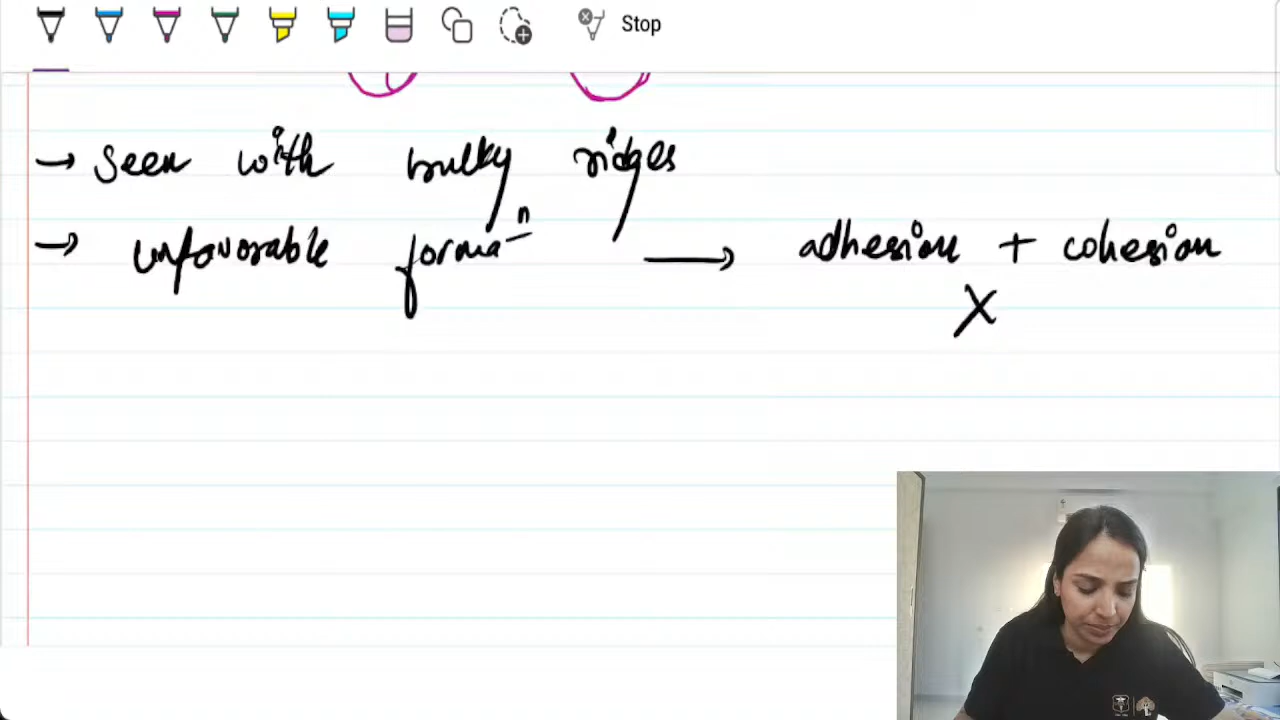 Stop
→ Seen with bulky ridges
→ unfavorable formaⁿ → adhesion + cohesion
X